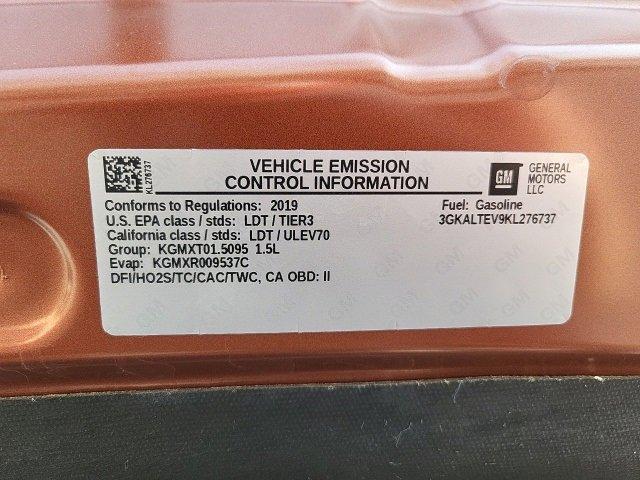 KL276737
VEHICLE EMISSION
CONTROL INFORMATION
GM
GENERAL
MOTORS
LLC
Conforms to Regulations: 2019
Fuel: Gasoline
U.S. EPA class / stds: LDT / TIER3
3GKALTEV9KL276737
California class / stds: LDT / ULEV70
Group: KGMXT01.5095 1.5L
Evap: KGMXR009537C
DFI/HO2S/TC/CAC/TWC, CA OBD: II